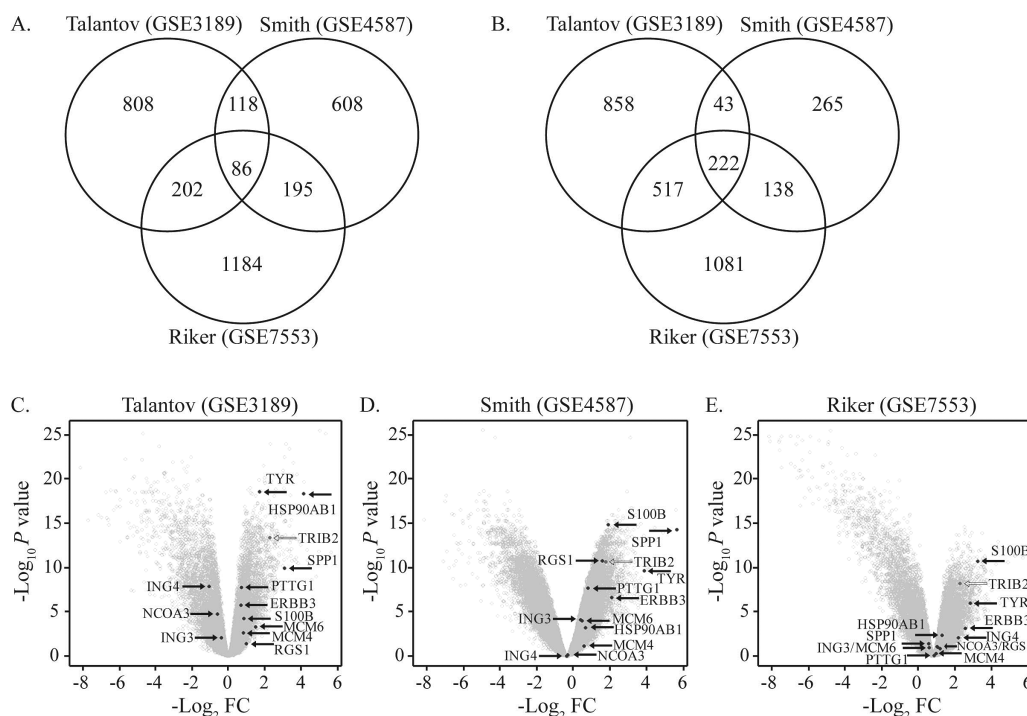 A.
Talantov (GSE3189) Smith (GSE4587)
808
118
608
86
202
195
1184
Riker (GSE7553)
B.
Talantov (GSE3189) Smith (GSE4587)
858
43
265
222
517
138
1081
Riker (GSE7553)
C.
Talantov (GSE3189)
-Log10 P value
25
20
15
10
5
0
TYR
HSP90AB1
TRIB2
SPP1
ING4
PTTG1
NCOA3
ERBB3
S100B
MCM6
ING3
MCM4
RGS1
-8 -6 -4 -2 0 2 4 6
-Log2 FC
D.
Smith (GSE4587)
-Log10 P value
25
20
15
10
5
0
S100B
SPP1
RGS1
TRIB2
TYR
PTTG1
ERBB3
ING3
MCM6
HSP90AB1
MCM4
ING4
NCOA3
-8 -6 -4 -2 0 2 4 6
-Log2 FC
E.
Riker (GSE7553)
-Log10 P value
25
20
15
10
5
0
S100B
TRIB2
TYR
ERBB3
HSP90AB1
SPP1
ING4
ING3/MCM6
NCOA3/RGS
PTTG1
MCM4
-8 -6 -4 -2 0 2 4 6
-Log2 FC